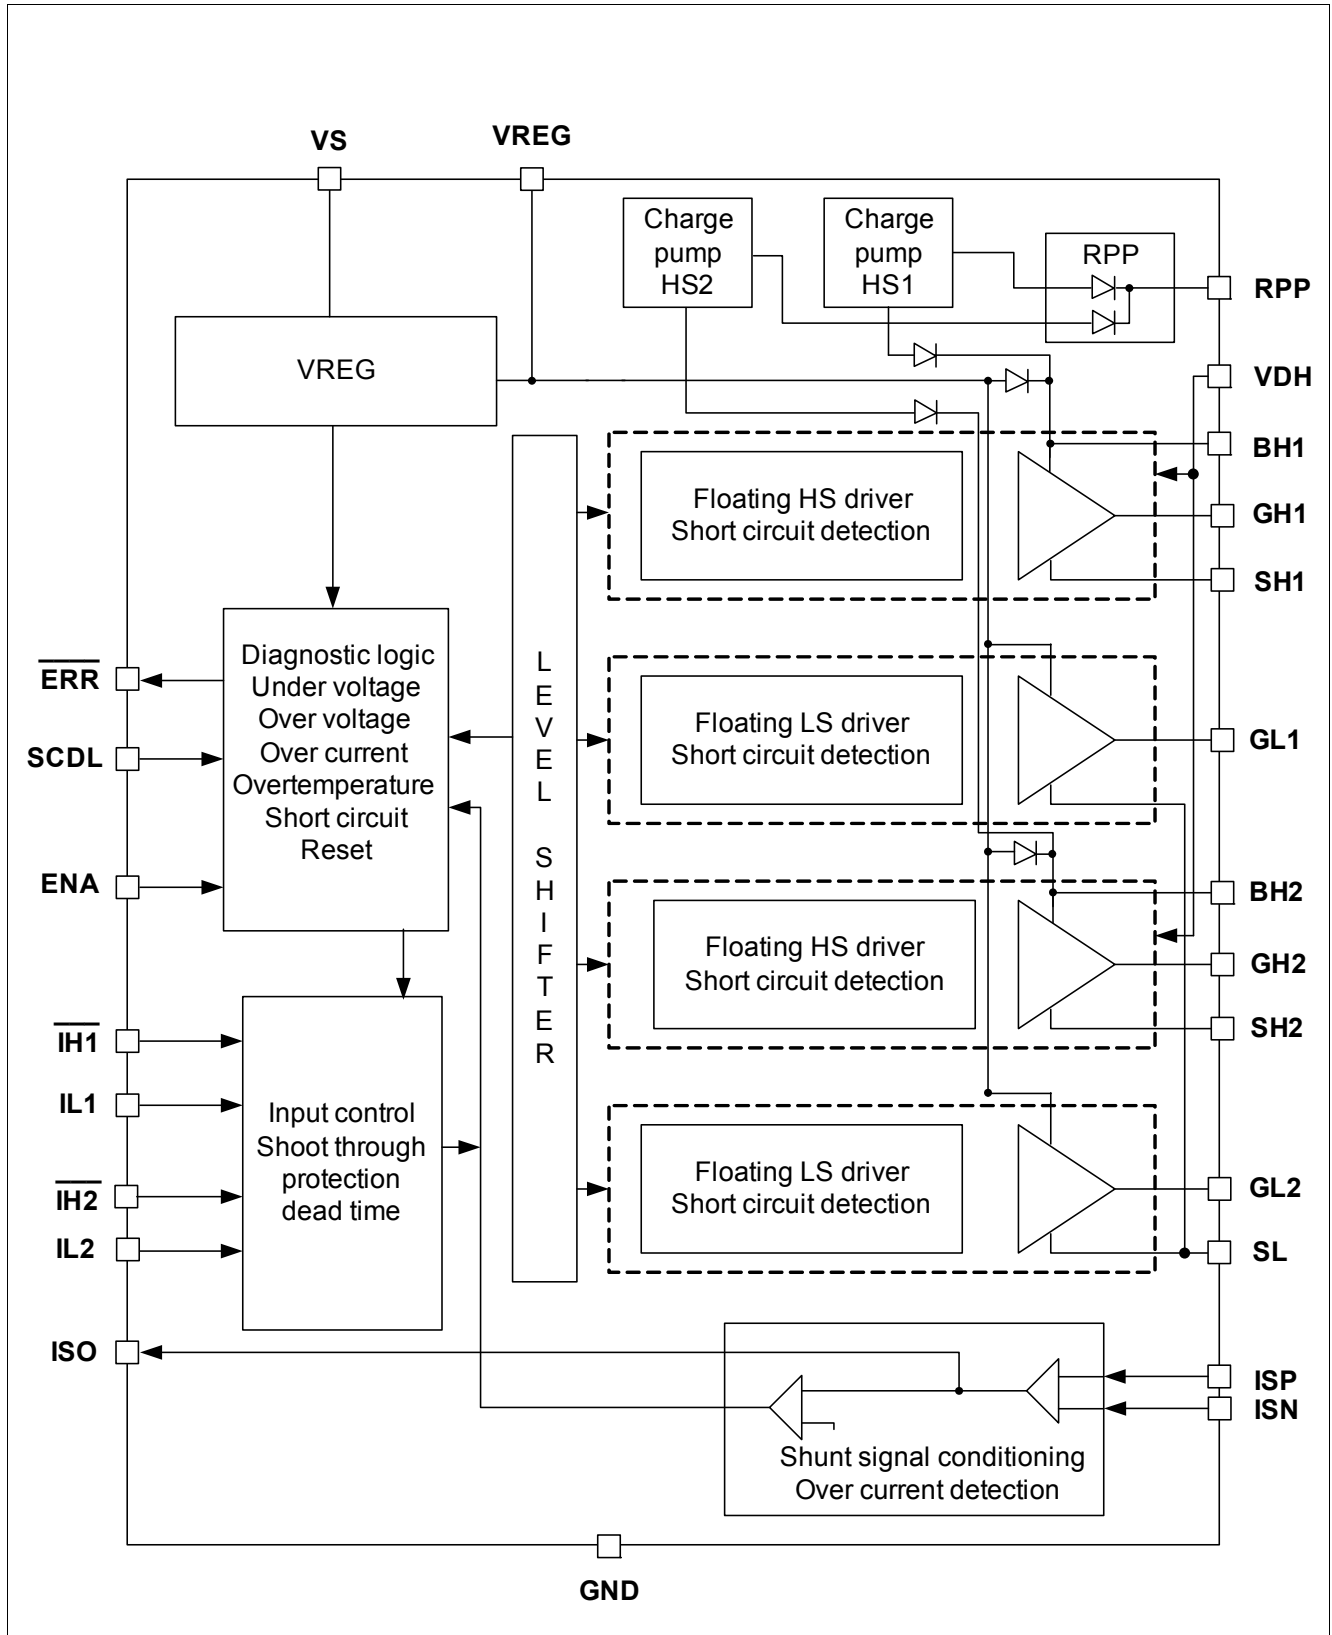 VS
VREG
Charge
pump
HS2
Charge
pump
HS1
RPP
RPP
VREG
VDH
BH1
Floating HS driver
Short circuit detection
GH1
SH1
Diagnostic logic
Under voltage
Over voltage
Over current
Overtemperature
Short circuit
Reset
ERR
SCDL
ENA
LEVEL SHIFTER
Floating LS driver
Short circuit detection
GL1
BH2
Floating HS driver
Short circuit detection
GH2
SH2
IH1
IL1
IH2
IL2
Input control
Shoot through
protection
dead time
Floating LS driver
Short circuit detection
GL2
SL
ISO
ISP
ISN
Shunt signal conditioning
Over current detection
GND